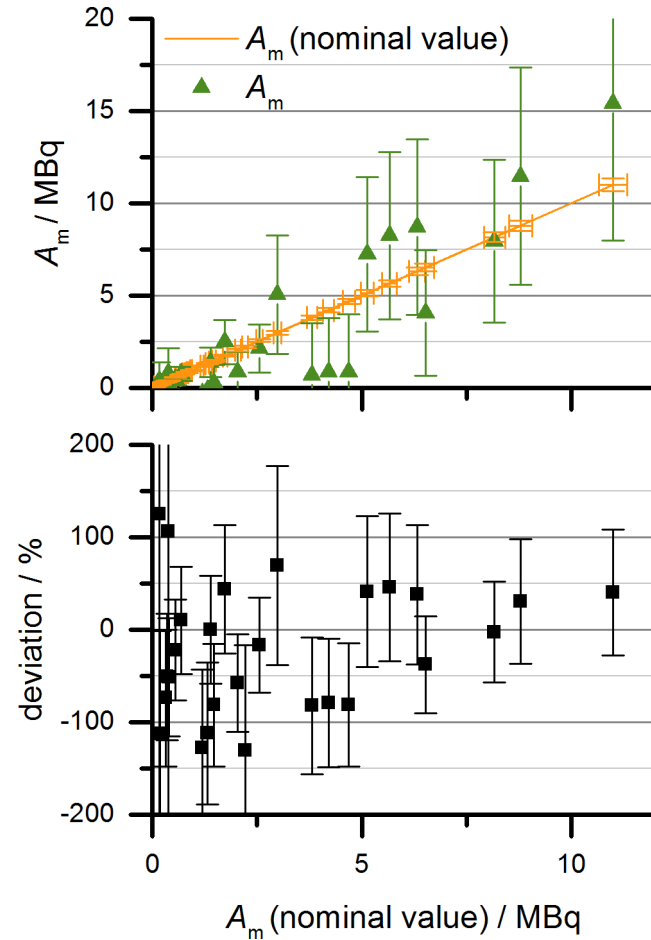 20
15
10
5
0
A_m / MBq
A_m (nominal value)
A_m
200
100
0
-100
-200
deviation / %
0 5 10
A_m (nominal value) / MBq